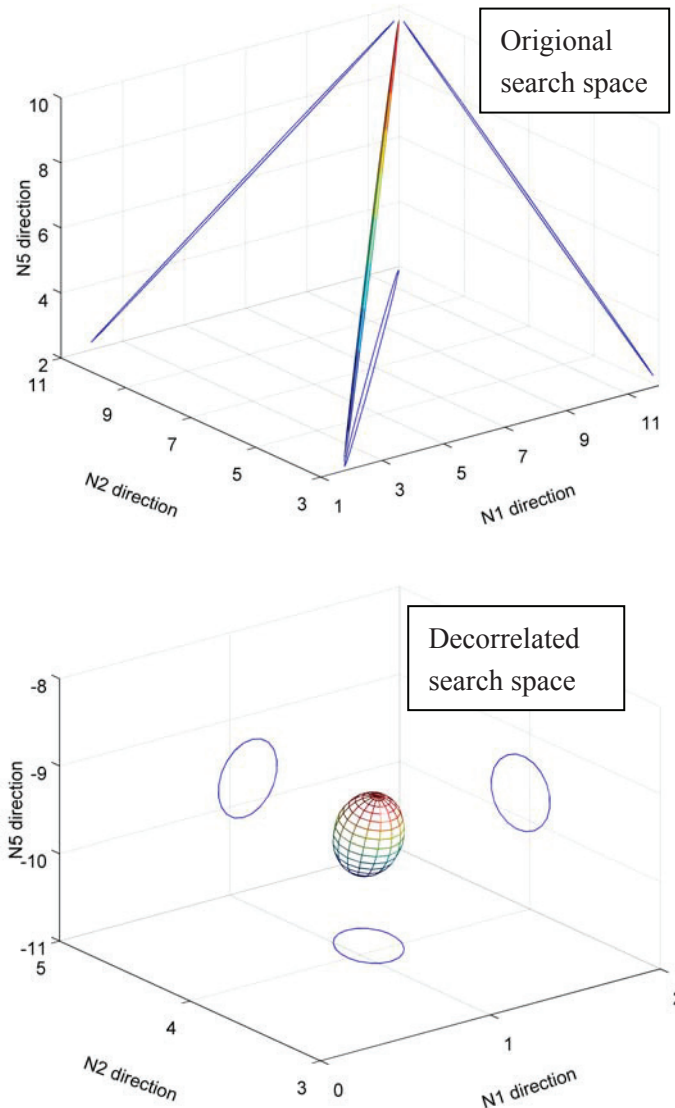 Origional
search space
10
8
6
4
2
N5 direction
11
9
7
5
3
N2 direction
1
3
5
7
9
11
N1 direction
Decorrelated
search space
-8
-9
-10
-11
N5 direction
5
4
3
N2 direction
0
1
2
N1 direction